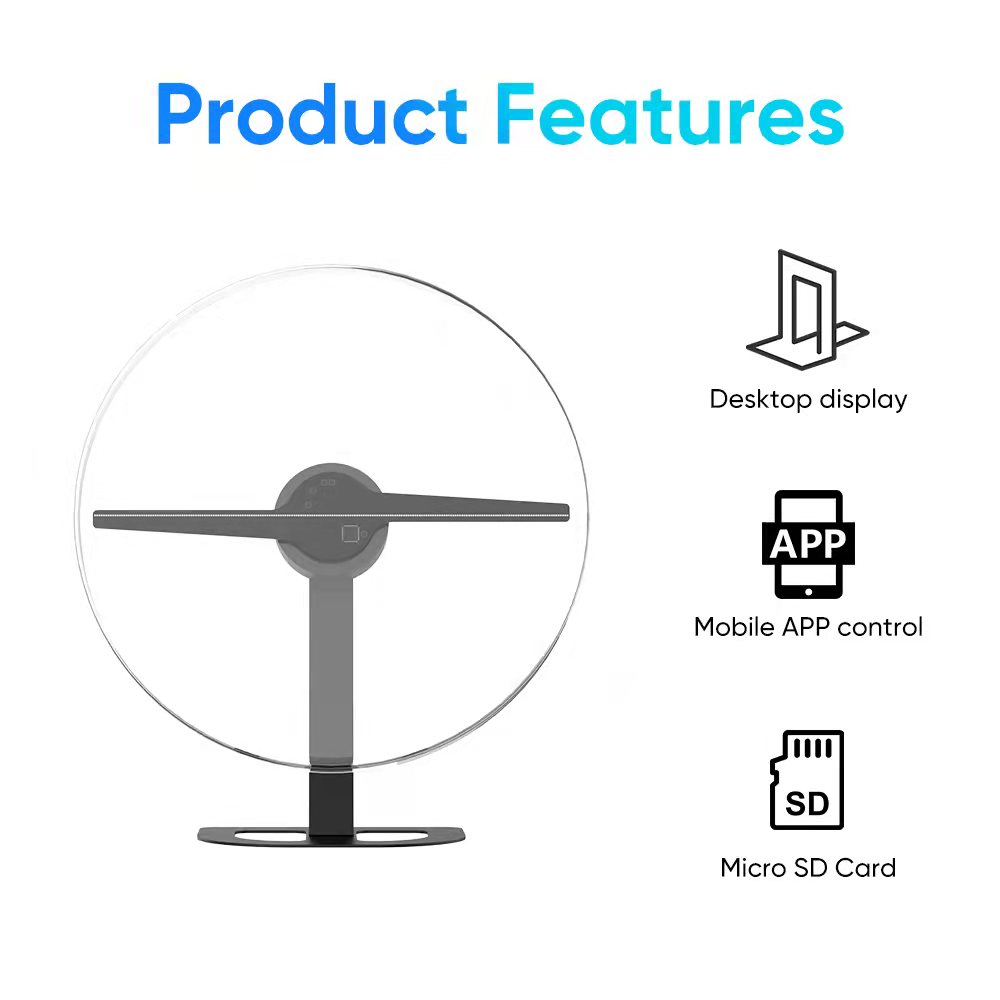 Product Features
Desktop display
APP
Mobile APP control
SD
Micro SD Card